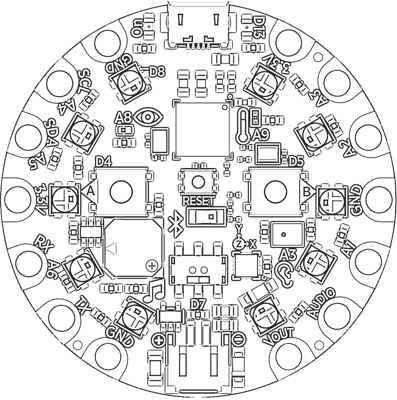 ON
D13
GND
3.3V
D8
SCL A4
A3
A8
A9
SDA A5
A2
D4
D5
A
B
3.3V
RESET
GND
Y
Z X
RX A6
A3
A1
TX
D7
AUDIO
GND
VOUT
+
-